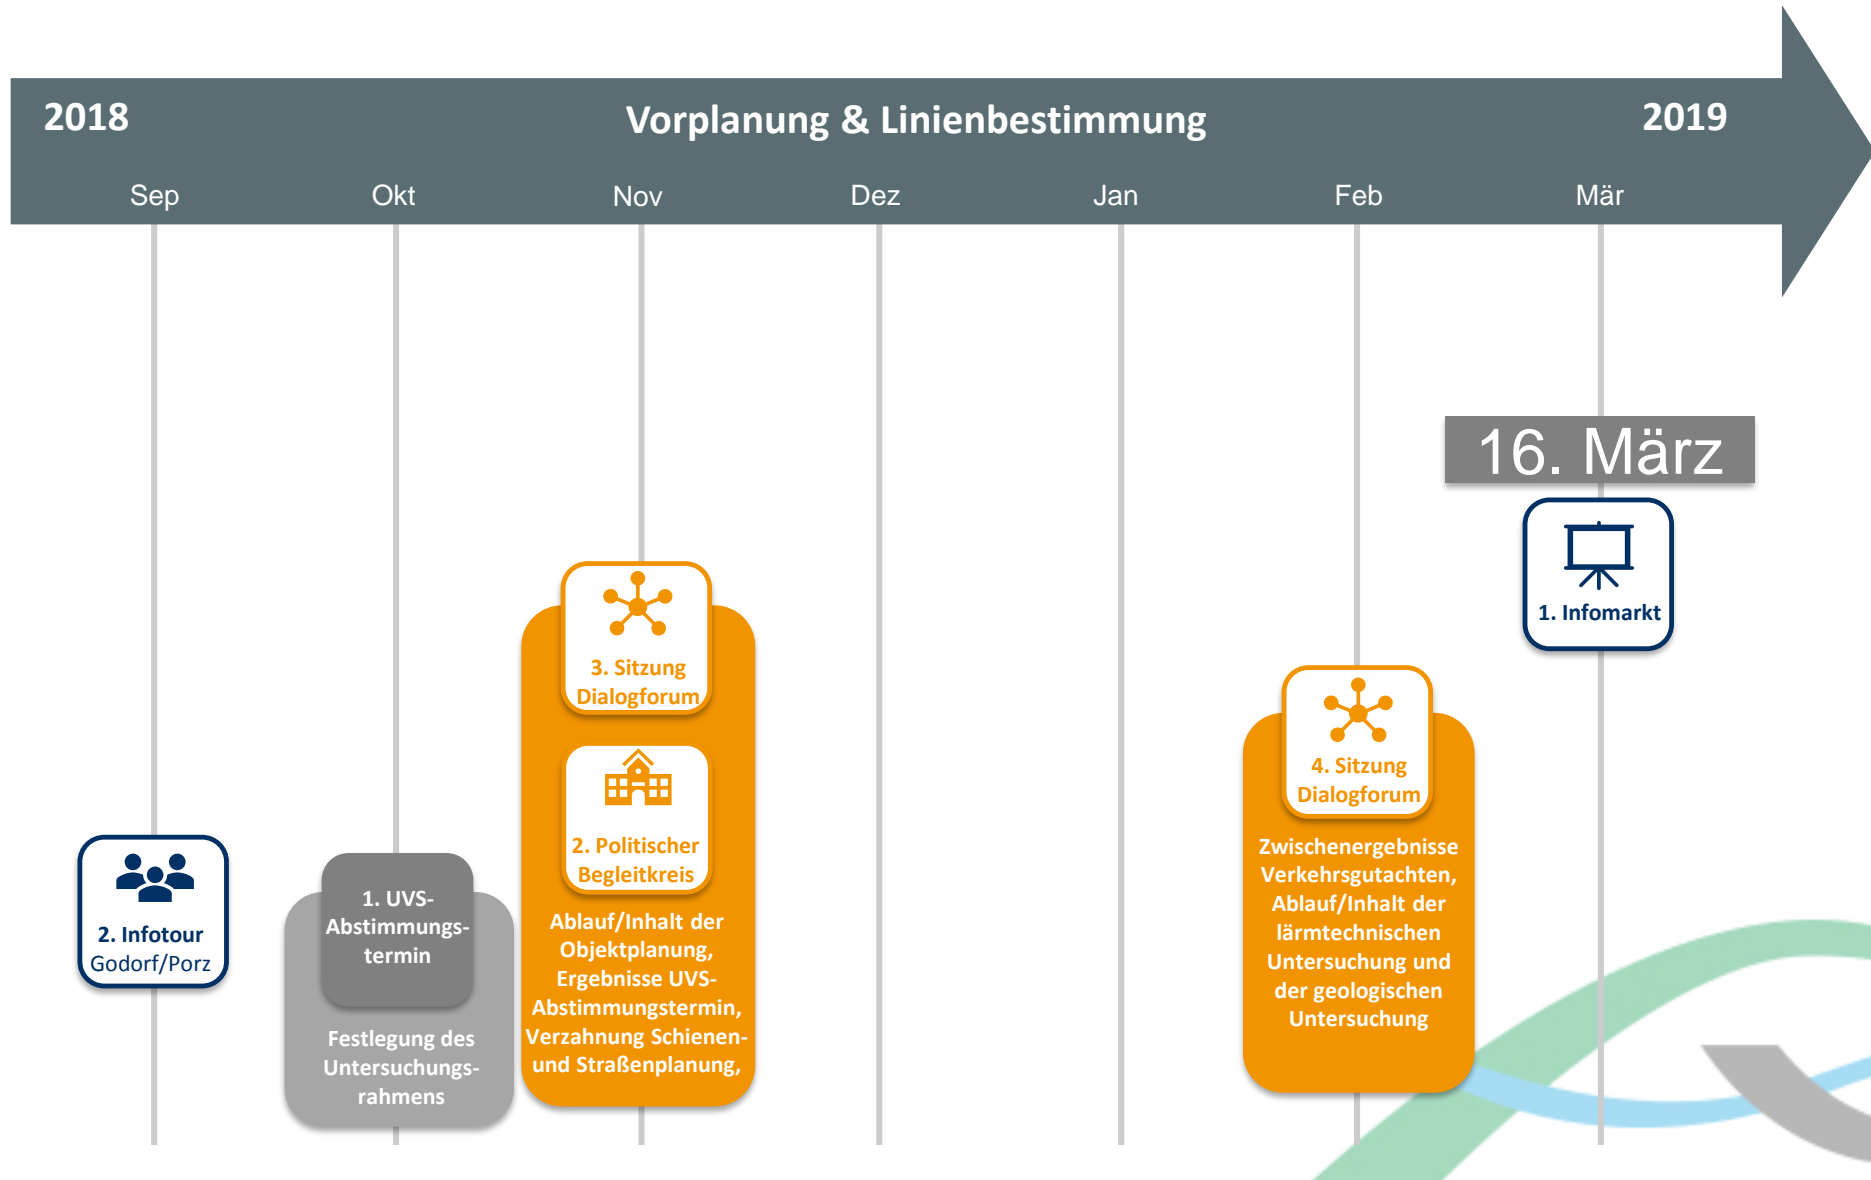 2018
Vorplanung & Linienbestimmung
2019
Sep
Okt
Nov
Dez
Jan
Feb
Mär
2. Infotour
Godorf/Porz
1. UVS-
Abstimmungs-
termin
Festlegung des
Untersuchungs-
rahmens
3. Sitzung
Dialogforum
2. Politischer
Begleitkreis
Ablauf/Inhalt der
Objektplanung,
Ergebnisse UVS-
Abstimmungstermin,
Verzahnung Schienen-
und Straßenplanung,
4. Sitzung
Dialogforum
Zwischenergebnisse
Verkehrsgutachten,
Ablauf/Inhalt der
lärmtechnischen
Untersuchung und
der geologischen
Untersuchung
16. März
1. Infomarkt